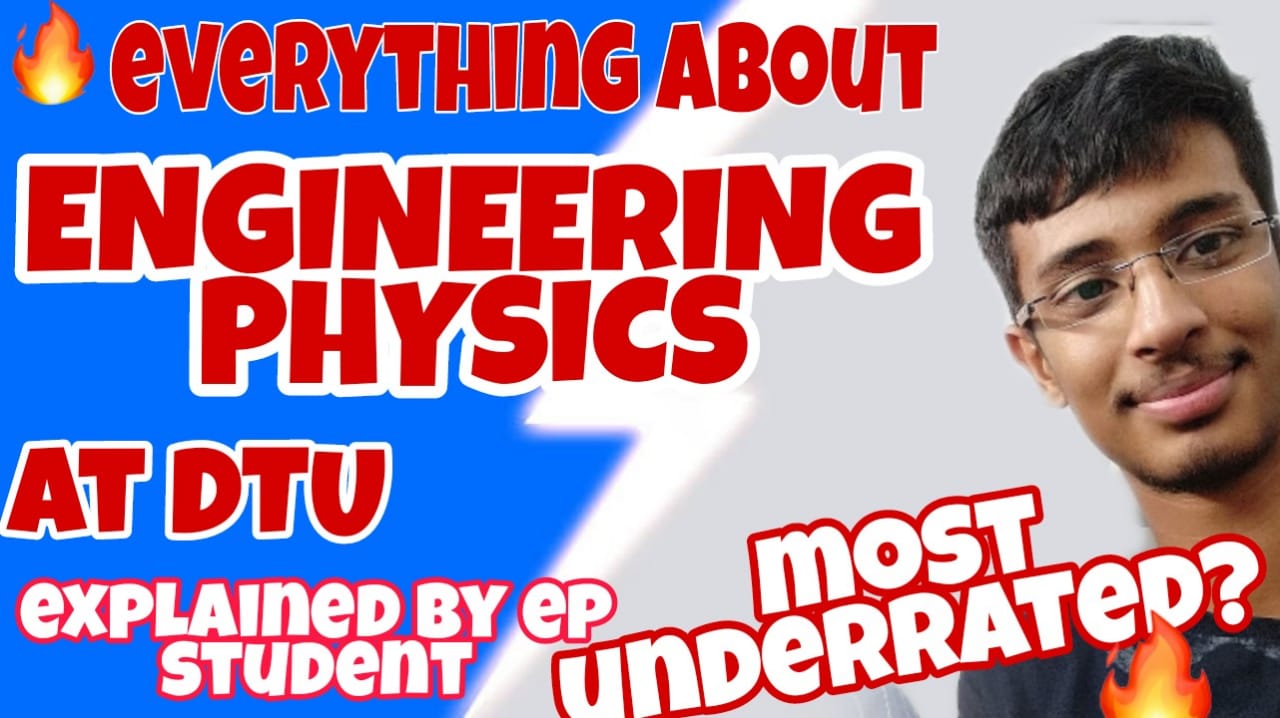 EVERYTHING ABOUT
ENGINEERING
PHYSICS
AT DTU
EXPLAINED BY EP
STUDENT
MOST
UNDERRATED?